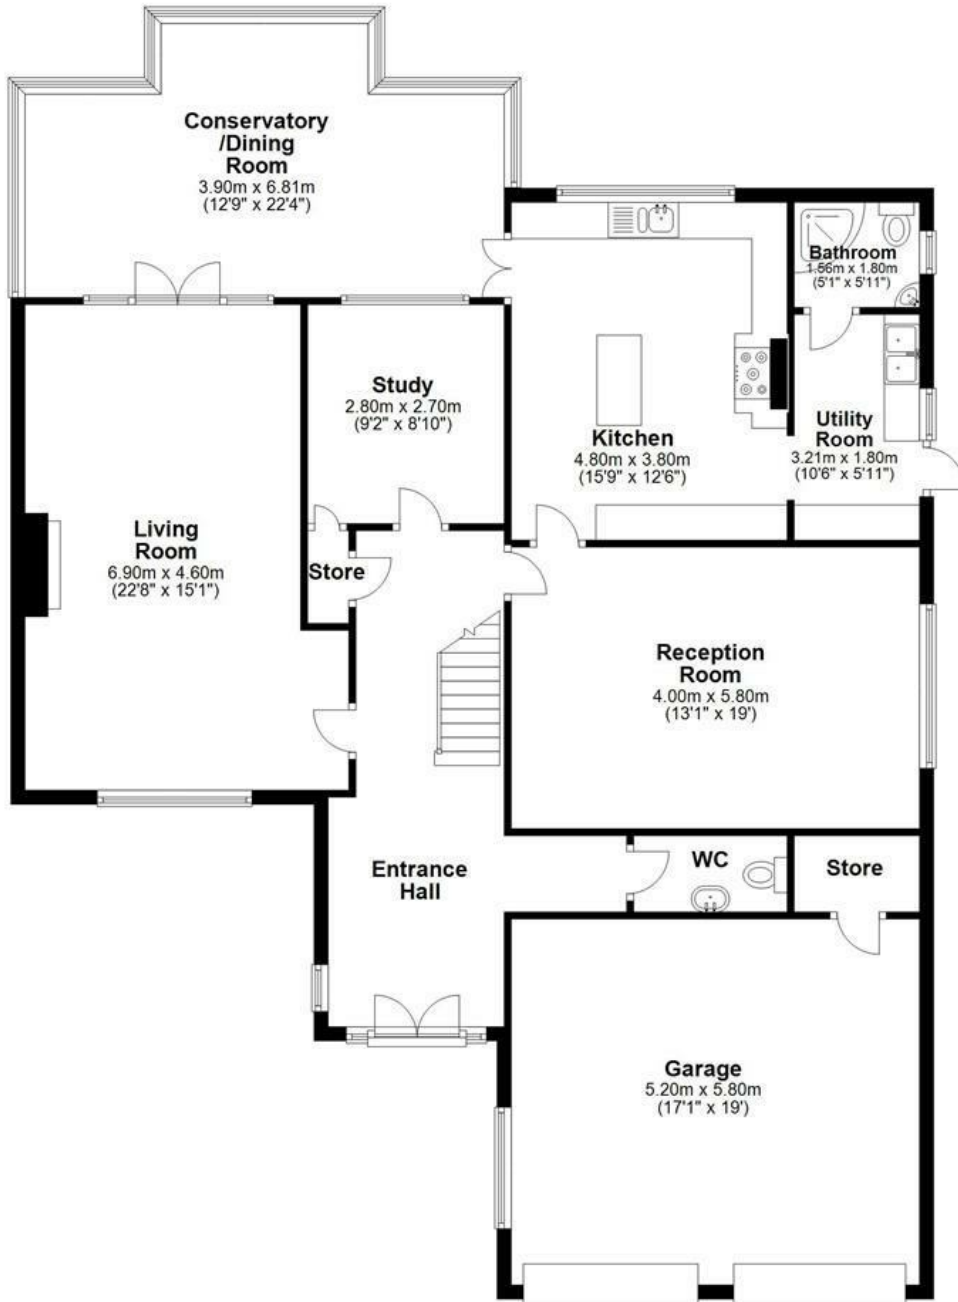 Conservatory
/Dining
Room
3.90m x 6.81m
(12'9" x 22'4")
Bathroom
1.56m x 1.80m
(5'1" x 5'11")
Study
2.80m x 2.70m
(9'2" x 8'10")
Kitchen
4.80m x 3.80m
(15'9" x 12'6")
Utility
Room
3.21m x 1.80m
(10'6" x 5'11")
Living
Room
6.90m x 4.60m
(22'8" x 15'1")
Store
Reception
Room
4.00m x 5.80m
(13'1" x 19')
Entrance
Hall
WC
Store
Garage
5.20m x 5.80m
(17'1" x 19')